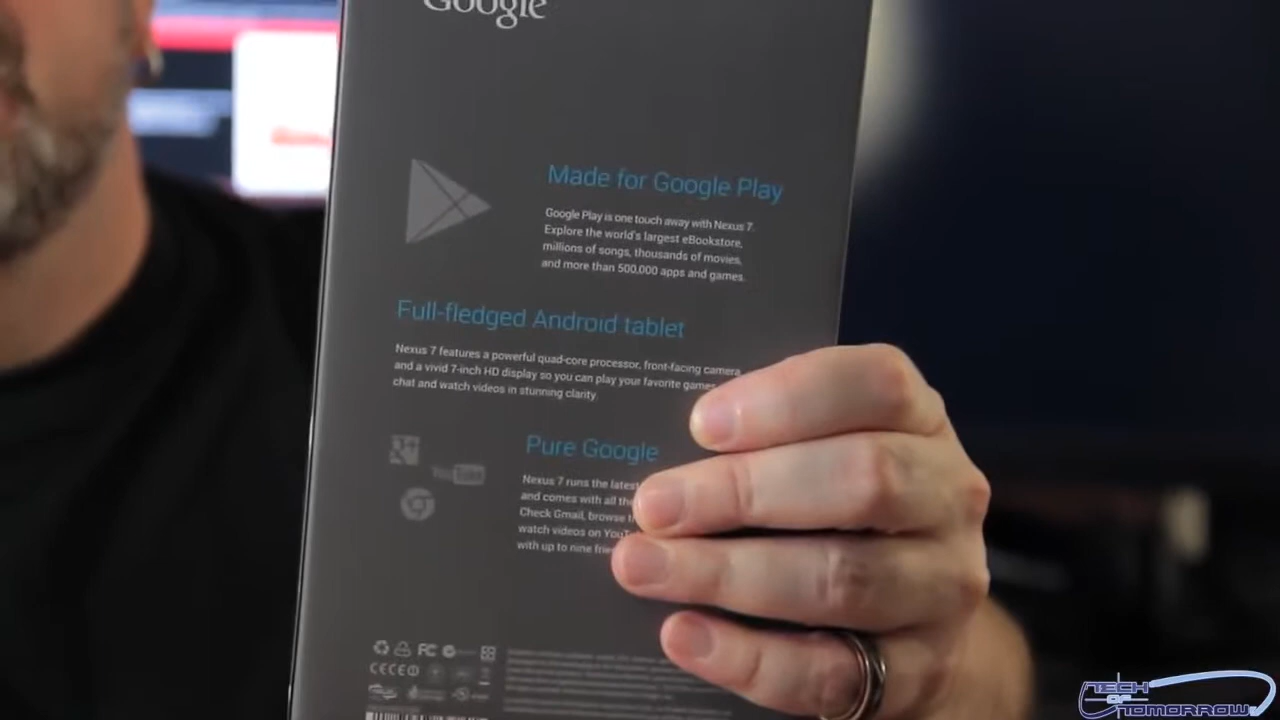 Google
Made for Google Play
Google Play is one touch away with Nexus 7.
Explore the world's largest eBookstore,
millions of songs, thousands of movies,
and more than 500,000 apps and games.
Full-fledged Android tablet
Nexus 7 features a powerful quad-core processor, front-facing camera
and a vivid 7-inch HD display so you can play your favorite games
chat and watch videos in stunning clarity.
Pure Google
YouTube
Nexus 7 runs the latest
and comes with all the
Check Gmail, browse
watch videos on
with up to nine
FC
TECH
OF
TOMORROW